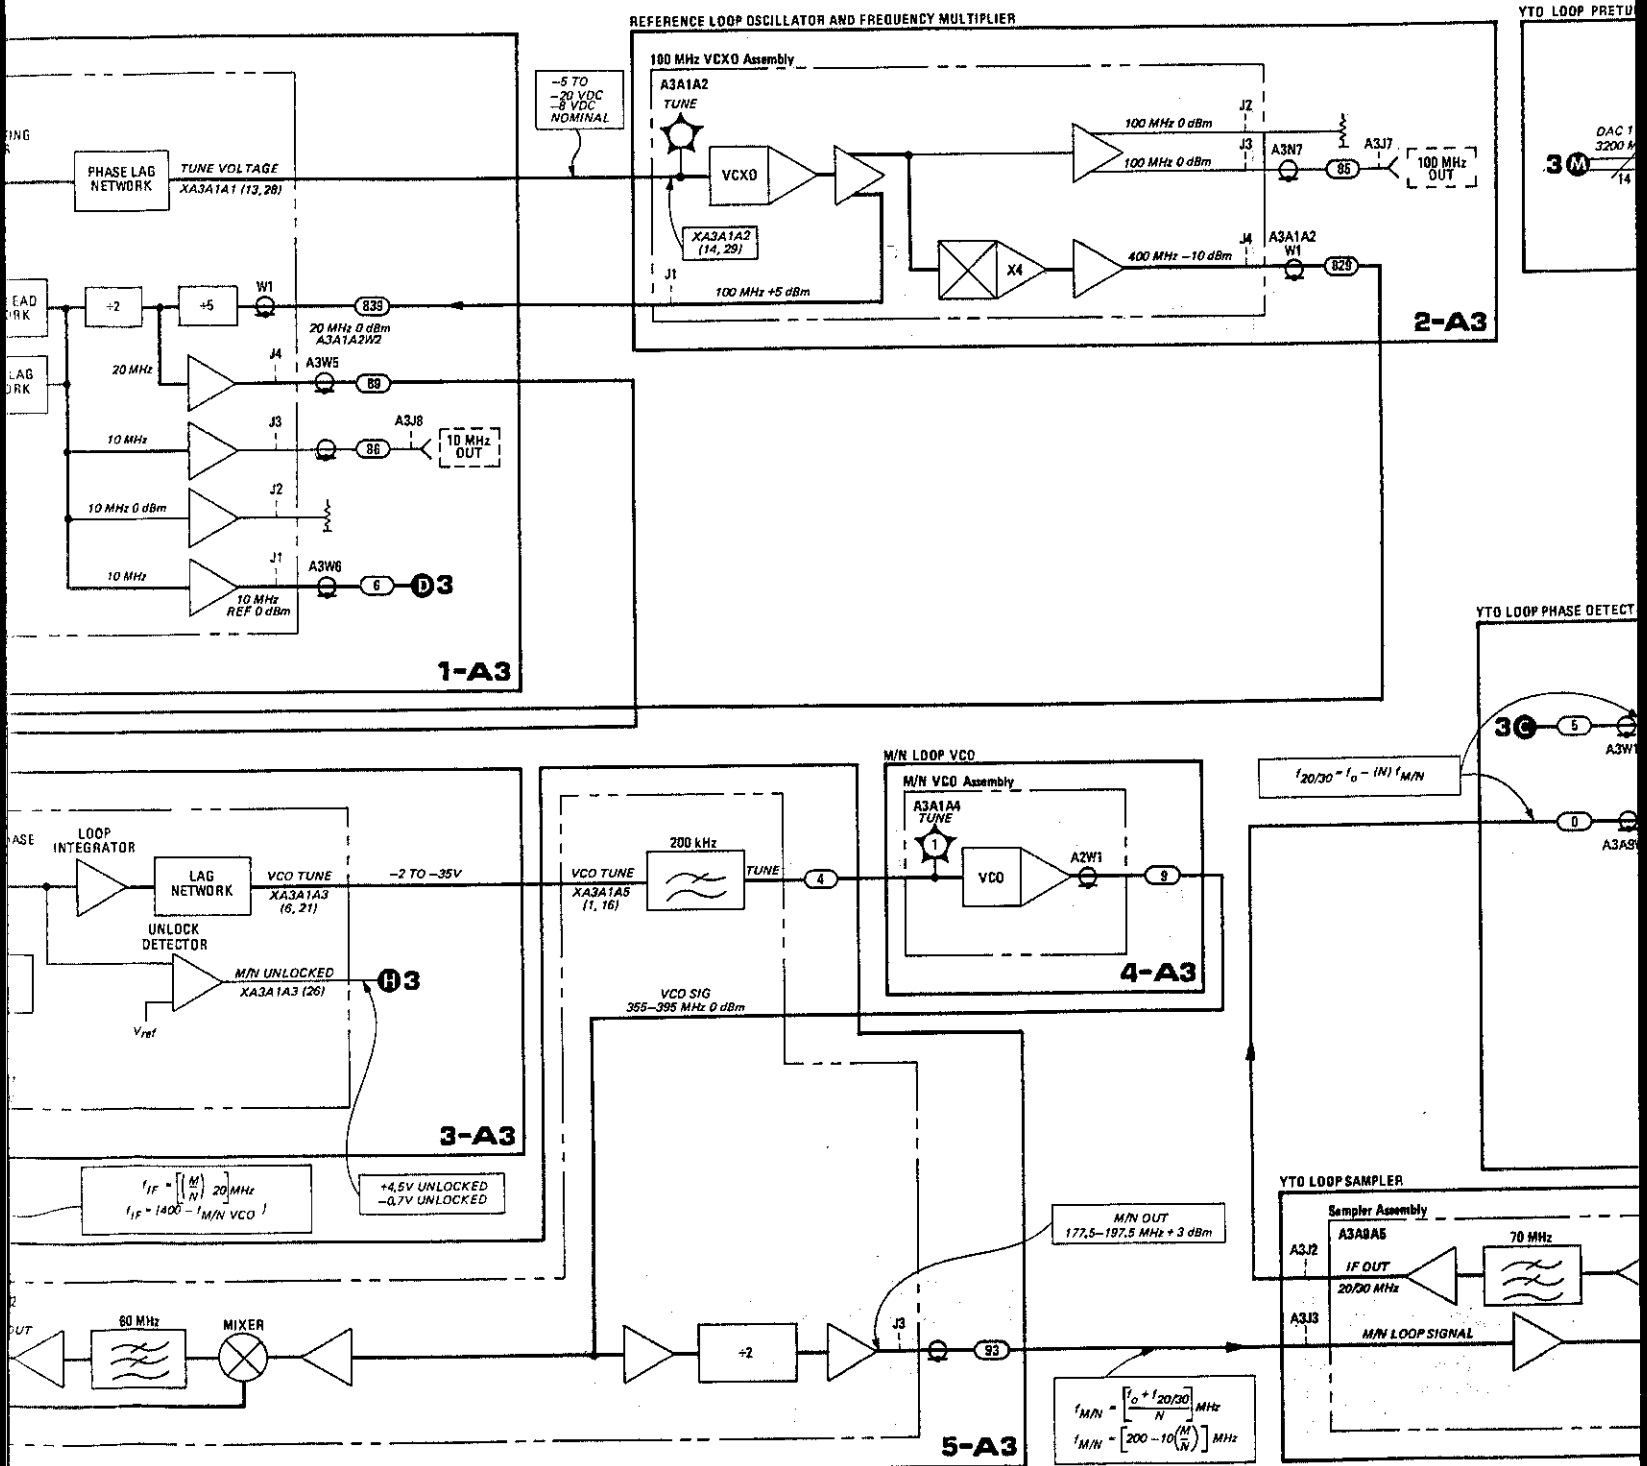 REFERENCE LOOP OSCILLATOR AND FREQUENCY MULTIPLIER
YTO LOOP PRETU
100 MHz VCXO Assembly
A3A1A2
TUNE
-5 TO
-20 VDC
-8 VDC
NOMINAL
ING
PHASE LAG
NETWORK
TUNE VOLTAGE
XA3A1A1 (13,28)
VCXO
XA3A1A2
(14, 29)
J1
100 MHz +5 dBm
100 MHz 0 dBm
J2
100 MHz 0 dBm
J3
A3N7
85
A3J7
100 MHz
OUT
X4
400 MHz -10 dBm
J4
A3A1A2
W1
829
2-A3
DAC 1
3200 M
3 M
14
EAD
ORK
÷2
÷5
W1
839
20 MHz 0 dBm
A3A1A2W2
LAG
ORK
20 MHz
J4
A3W5
89
10 MHz
J3
86
A3J8
10 MHz
OUT
10 MHz 0 dBm
J2
10 MHz
J1
10 MHz
REF 0 dBm
A3W6
6
D 3
1-A3
YTO LOOP PHASE DETECT
3 C
5
A3W1
f20/30 = fo - (N) fM/N
0
A3A9W
M/N LOOP VCO
M/N VCO Assembly
A3A1A4
TUNE
1
VCO
A2W1
9
4-A3
ASE
LOOP
INTEGRATOR
LAG
NETWORK
VCO TUNE
XA3A1A3
(6, 21)
-2 TO -35V
VCO TUNE
XA3A1A5
(1, 16)
200 kHz
TUNE
4
UNLOCK
DETECTOR
M/N UNLOCKED
XA3A1A3 (26)
H 3
Vref
VCO SIG
355-395 MHz 0 dBm
3-A3
fIF = [(M/N) 20] MHz
fIF = (400 - fM/N VCO )
+4.5V UNLOCKED
-0.7V UNLOCKED
M/N OUT
177.5-197.5 MHz + 3 dBm
YTO LOOP SAMPLER
Sampler Assembly
A3A9A5
A3J2
IF OUT
20/30 MHz
70 MHz
A3J3
M/N LOOP SIGNAL
OUT
60 MHz
MIXER
÷2
J3
93
fM/N = [fo + f20/30 / N] MHz
fM/N = [200 - 10(M/N)] MHz
5-A3